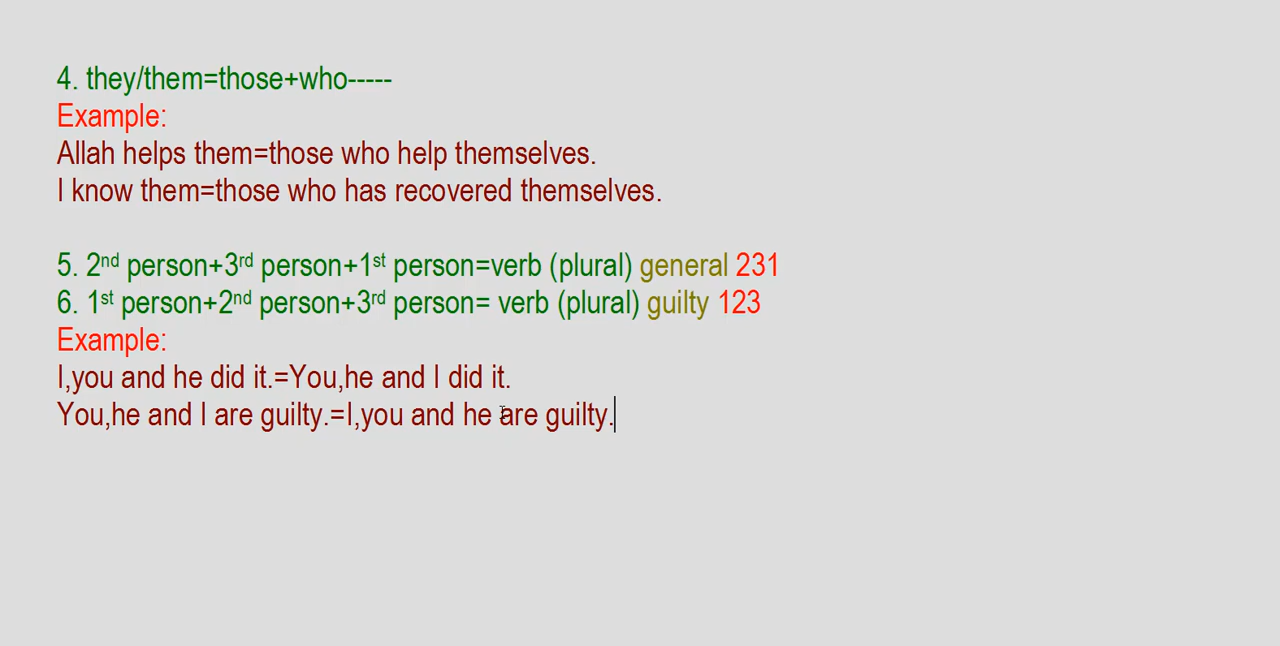 4. they/them=those+who-----
Example:
Allah helps them=those who help themselves.
I know them=those who has recovered themselves.
5. 2nd person+3rd person+1st person=verb (plural) general 231
6. 1st person+2nd person+3rd person= verb (plural) guilty 123
Example:
I,you and he did it.=You,he and I did it.
You,he and I are guilty.=I,you and he are guilty.